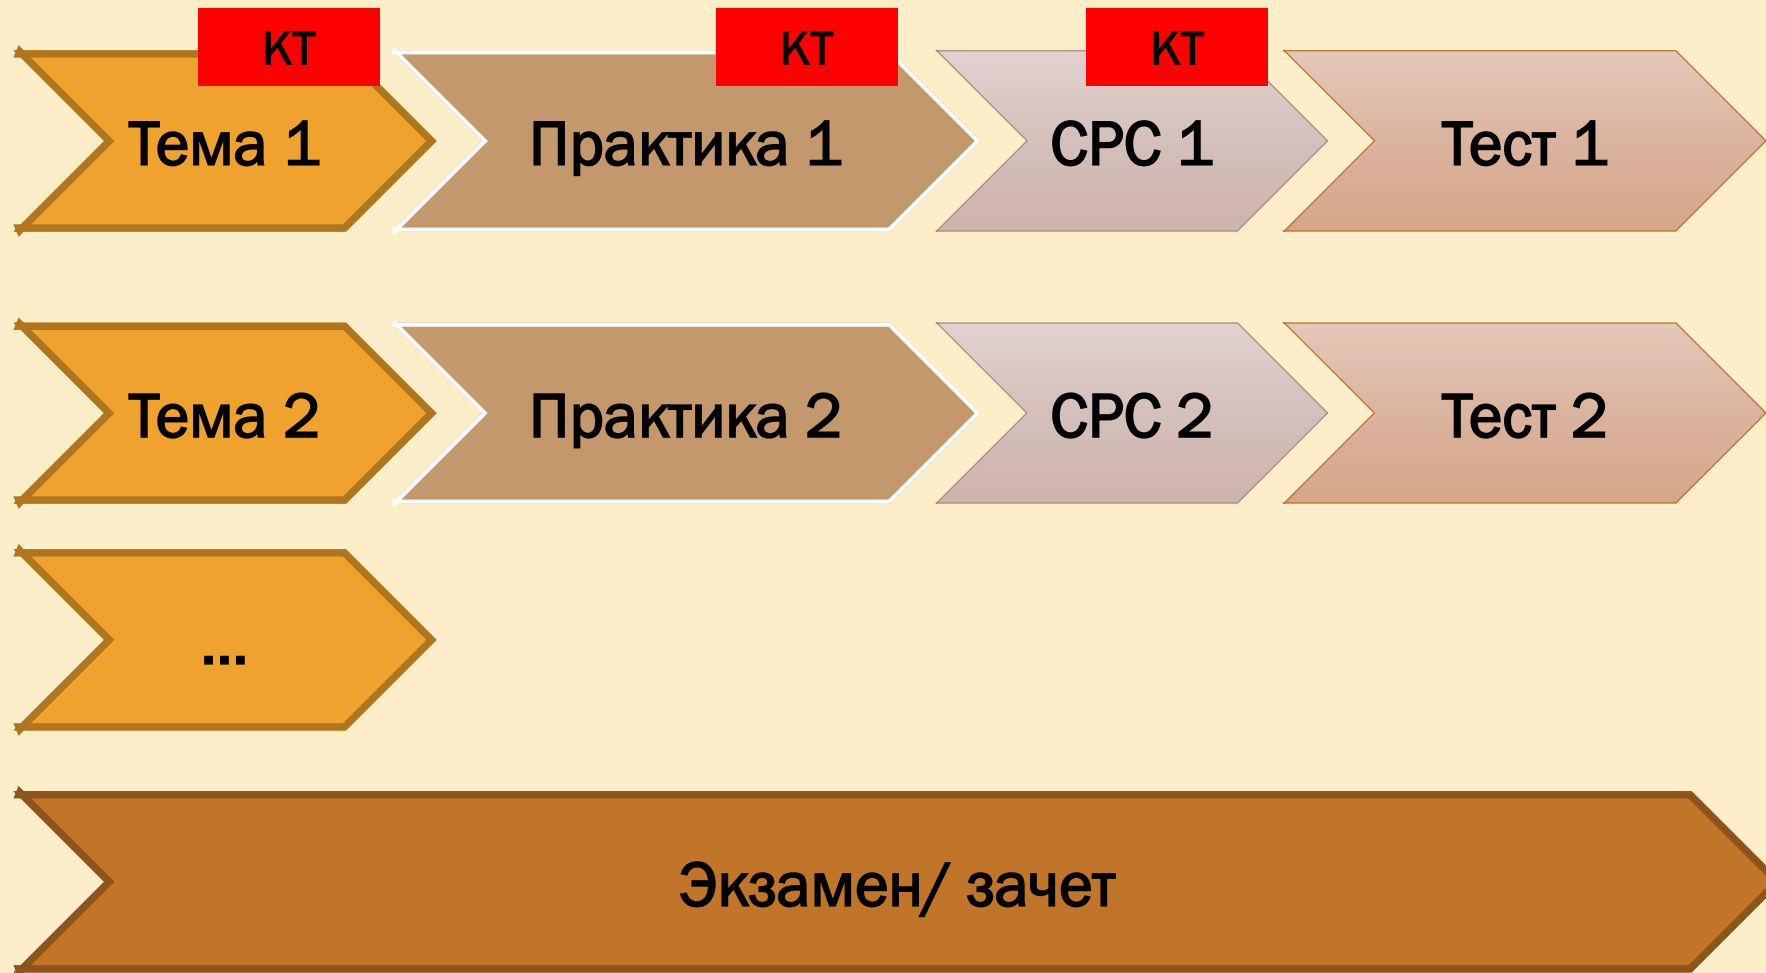 КТ
КТ
КТ
Тема 1
Практика 1
СРС 1
Тест 1
Тема 2
Практика 2
СРС 2
Тест 2
...
Экзамен/ зачет